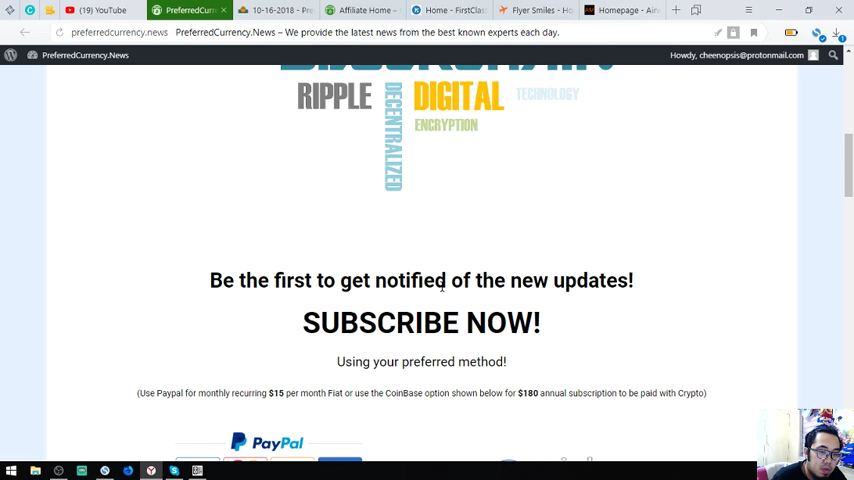 (19) YouTube
PreferredCurr
10-16-2018 - Pre
Affiliate Home –
Home - FirstClas
Flyer Smiles - Ho
Homepage - Airv
preferredcurrency.news PreferredCurrency.News – We provide the latest news from the best known experts each day.
PreferredCurrency.News
Howdy, cheenopsis@protonmail.com
RIPPLE
DECENTRALIZED
DIGITAL
TECHNOLOGY
ENCRYPTION
Be the first to get notified of the new updates!
SUBSCRIBE NOW!
Using your preferred method!
(Use Paypal for monthly recurring $15 per month Fiat or use the CoinBase option shown below for $180 annual subscription to be paid with Crypto)
PayPal